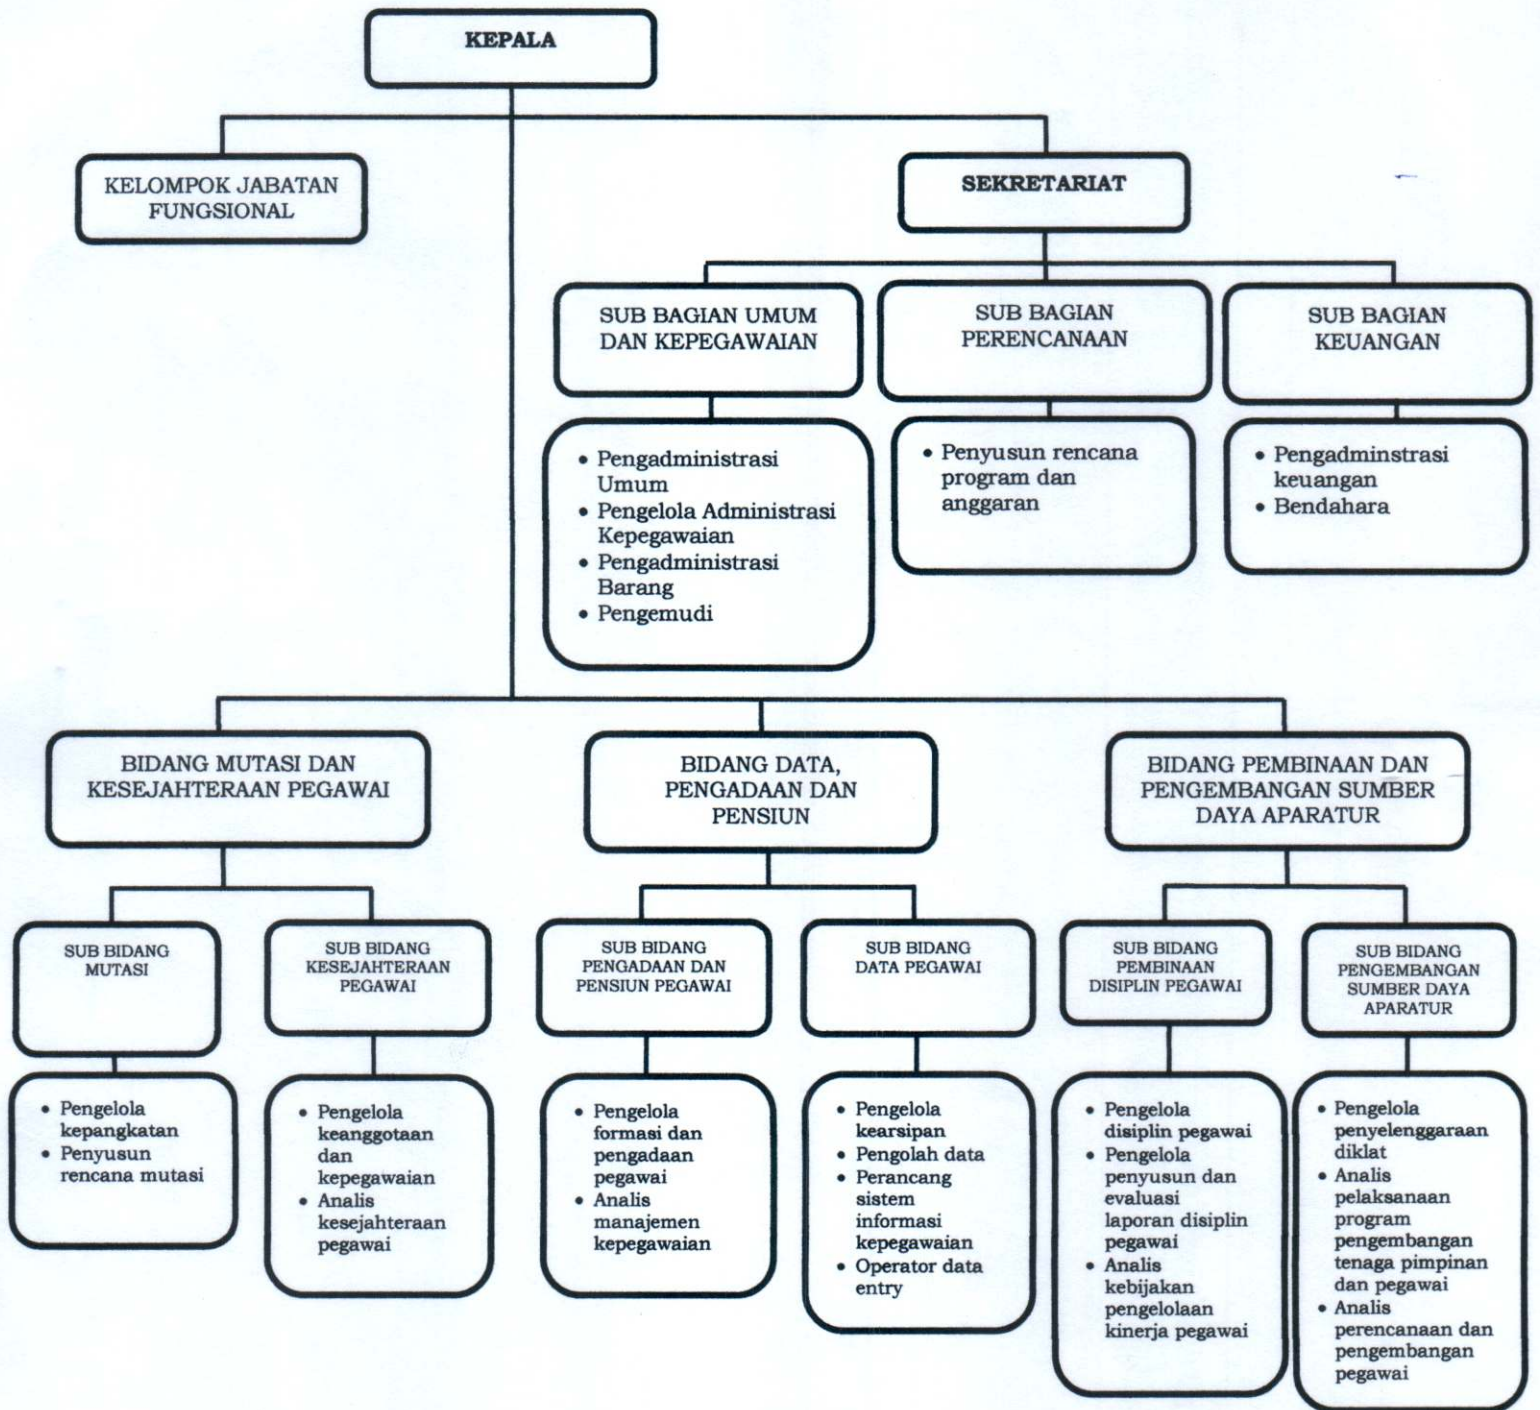 KEPALA
KELOMPOK JABATAN
FUNGSIONAL
SEKRETARIAT
SUB BAGIAN UMUM
DAN KEPEGAWAIAN
SUB BAGIAN
PERENCANAAN
SUB BAGIAN
KEUANGAN
• Pengadministrasi
Umum
• Pengelola Administrasi
Kepegawaian
• Pengadministrasi
Barang
• Pengemudi
• Penyusun rencana
program dan
anggaran
• Pengadminstrasi
keuangan
• Bendahara
BIDANG MUTASI DAN
KESEJAHTERAAN PEGAWAI
BIDANG DATA,
PENGADAAN DAN
PENSIUN
BIDANG PEMBINAAN DAN
PENGEMBANGAN SUMBER
DAYA APARATUR
SUB BIDANG
MUTASI
SUB BIDANG
KESEJAHTERAAN
PEGAWAI
SUB BIDANG
PENGADAAN DAN
PENSIUN PEGAWAI
SUB BIDANG
DATA PEGAWAI
SUB BIDANG
PEMBINAAN
DISIPLIN PEGAWAI
SUB BIDANG
PENGEMBANGAN
SUMBER DAYA
APARATUR
• Pengelola
kepangkatan
• Penyusun
rencana mutasi
• Pengelola
keanggotaan
dan
kepegawaian
• Analis
kesejahteraan
pegawai
• Pengelola
formasi dan
pengadaan
pegawai
• Analis
manajemen
kepegawaian
• Pengelola
kearsipan
• Pengolah data
• Perancang
sistem
informasi
kepegawaian
• Operator data
entry
• Pengelola
disiplin pegawai
• Pengelola
penyusun dan
evaluasi
laporan disiplin
pegawai
• Analis
kebijakan
pengelolaan
kinerja pegawai
• Pengelola
penyelenggaraan
diklat
• Analis
pelaksanaan
program
pengembangan
tenaga pimpinan
dan pegawai
• Analis
perencanaan dan
pengembangan
pegawai